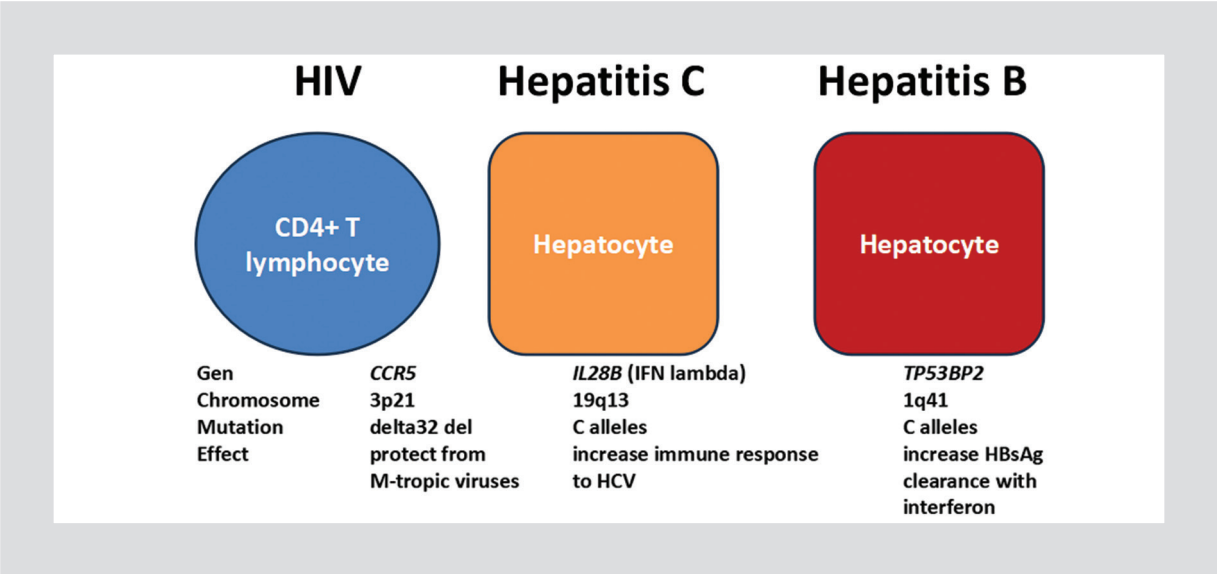 HIV Hepatitis C Hepatitis B
CD4+ T
lymphocyte
Hepatocyte
Hepatocyte
Gen CCR5 IL28B (IFN lambda) TP53BP2
Chromosome 3p21 19q13 1q41
Mutation delta32 del C alleles C alleles
Effect protect from increase immune response increase HBsAg
M-tropic viruses to HCV clearance with
interferon